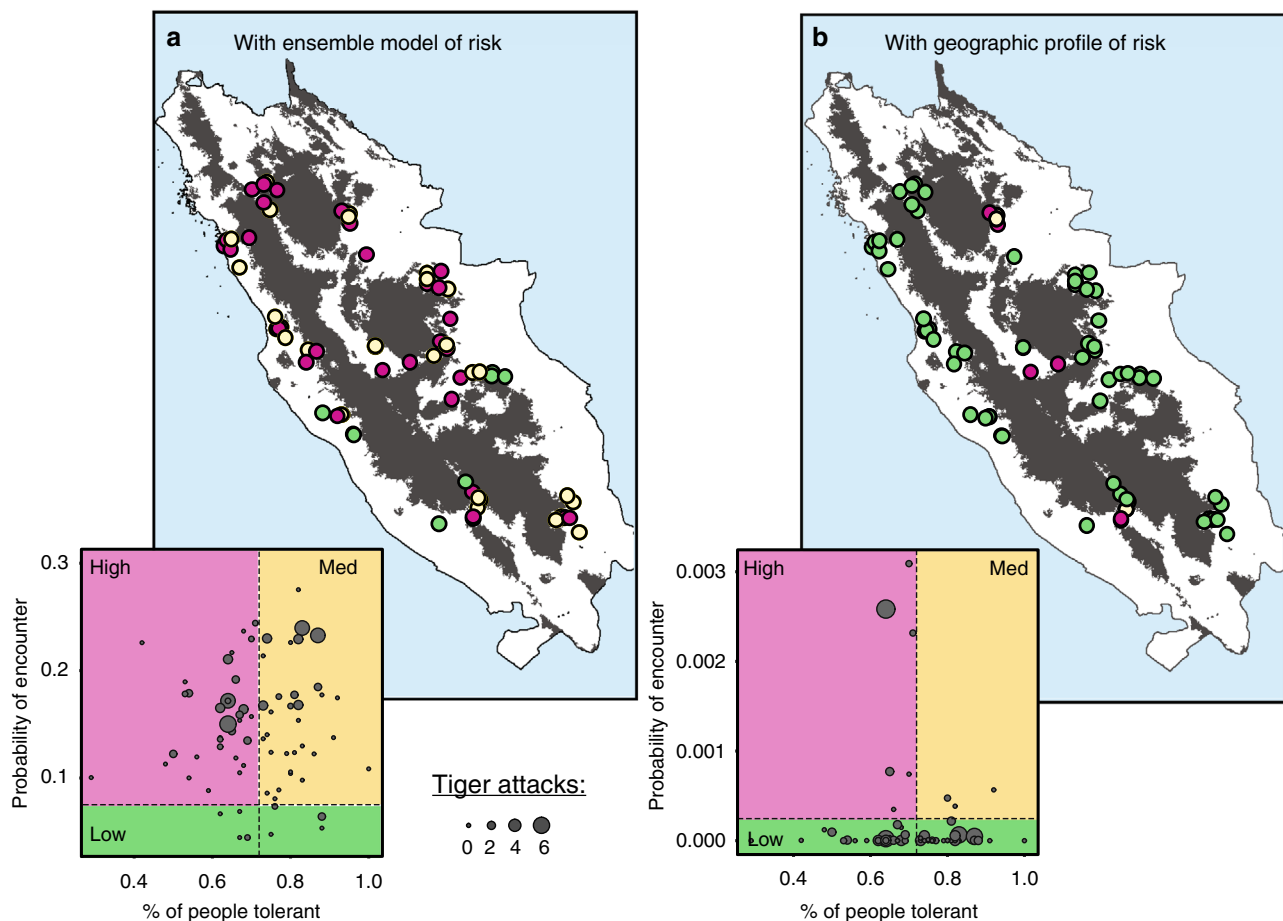 a
With ensemble model of risk
b
With geographic profile of risk
High
Med
Low
0.3
0.2
0.1
Probability of encounter
0.4 0.6 0.8 1.0
% of people tolerant
Tiger attacks:
0 2 4 6
High
Med
Low
0.003
0.002
0.001
0.000
Probability of encounter
0.4 0.6 0.8 1.0
% of people tolerant